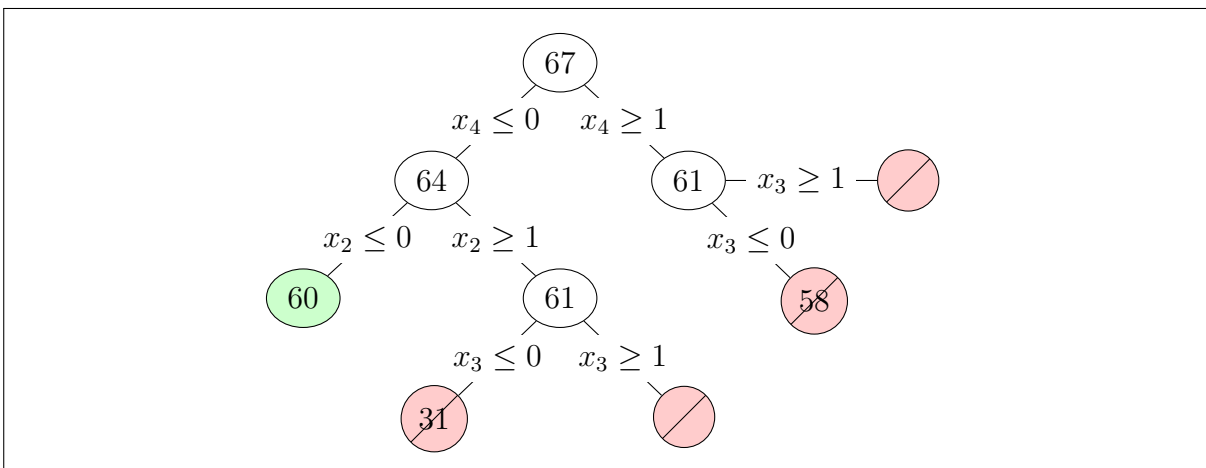 67
x₄ ≤ 0 x₄ ≥ 1
64 61 x₃ ≥ 1
x₂ ≤ 0 x₂ ≥ 1 x₃ ≤ 0
60 61 58
x₃ ≤ 0 x₃ ≥ 1
31